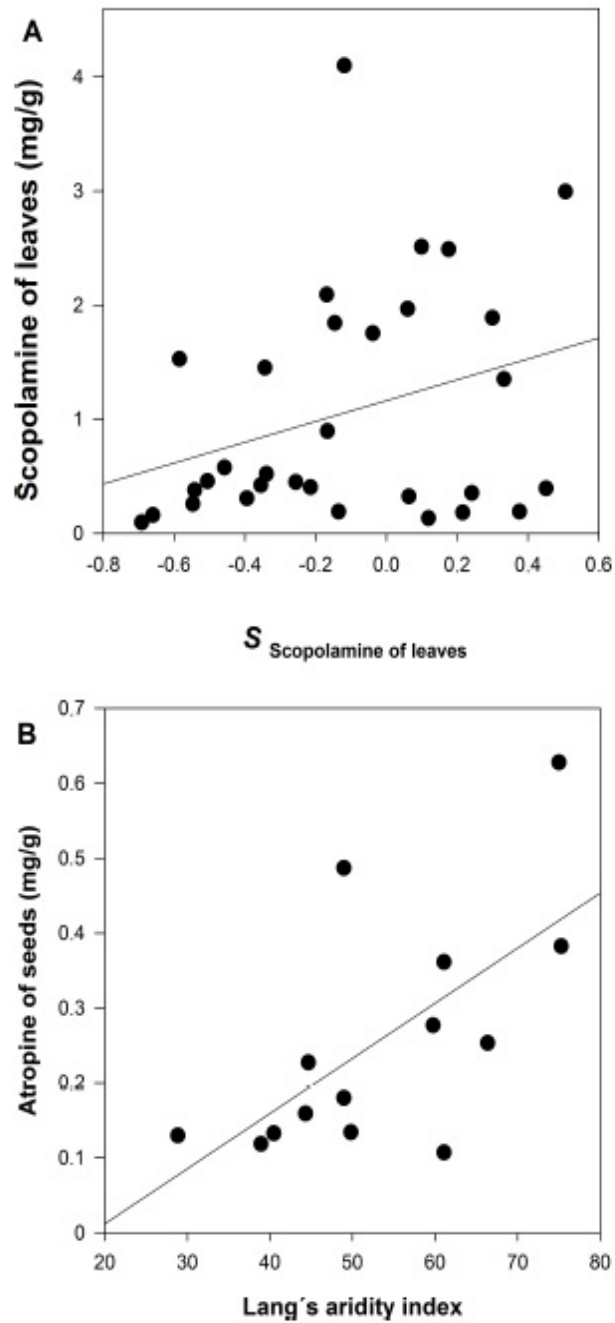 A
Scopolamine of leaves (mg/g)
4
3
2
1
0
-0.8 -0.6 -0.4 -0.2 0.0 0.2 0.4 0.6
S Scopolamine of leaves
B
Atropine of seeds (mg/g)
0.7
0.6
0.5
0.4
0.3
0.2
0.1
0
20 30 40 50 60 70 80
Lang´s aridity index